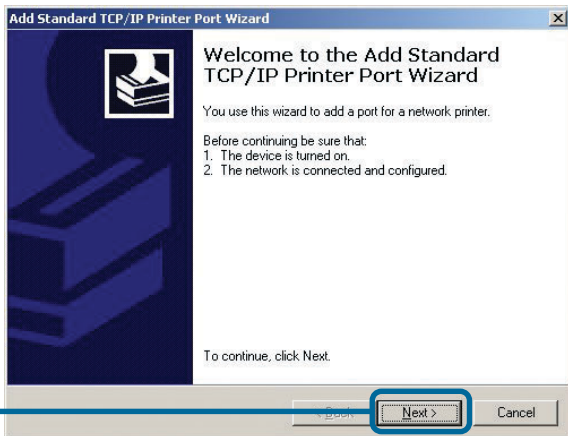 Add Standard TCP/IP Printer Port Wizard
Welcome to the Add Standard
TCP/IP Printer Port Wizard
You use this wizard to add a port for a network printer.
Before continuing be sure that:
1. The device is turned on.
2. The network is connected and configured.
To continue, click Next.
< Back
Next >
Cancel